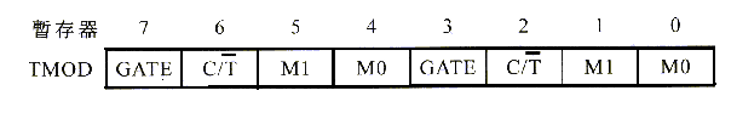 暫存器 7 6 5 4 3 2 1 0
TMOD GATE C/T̅ M1 M0 GATE C/T̅ M1 M0